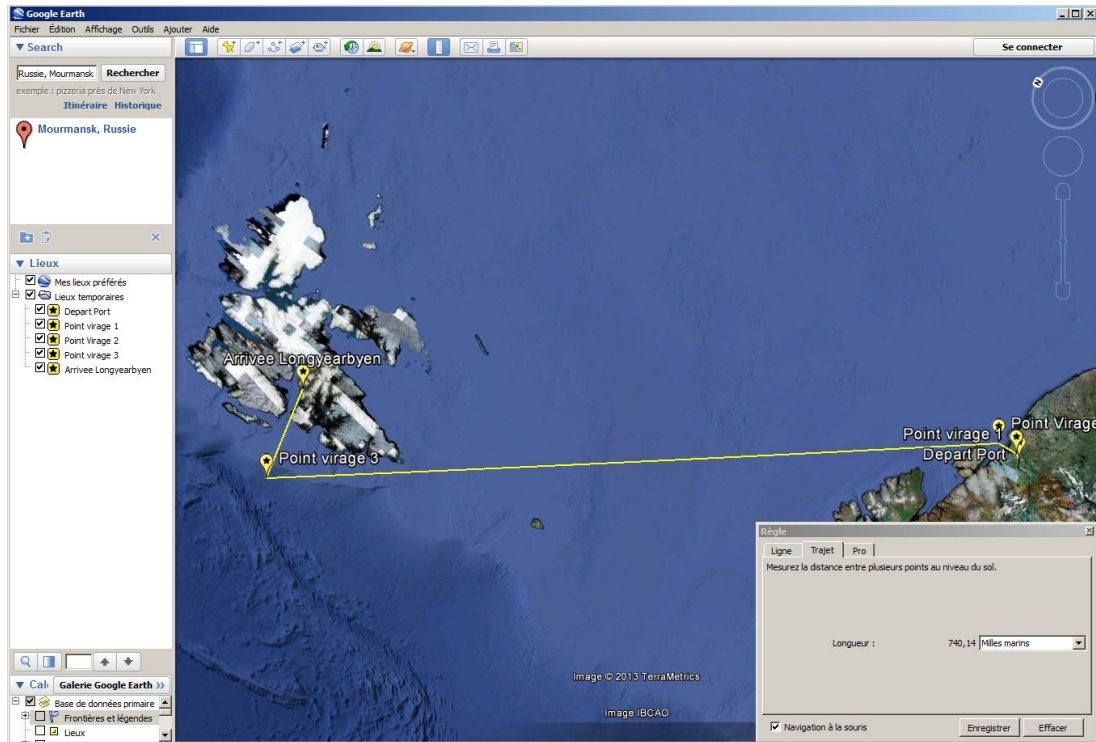 Google Earth
Fichier Édition Affichage Outils Ajouter Aide
▼ Search
Russie, Mourmansk Rechercher
exemple : pizzeria près de New York
Itinéraire Historique
Mourmansk, Russie
▼ Lieux
Mes lieux préférés
Lieux temporaires
Depart Port
Point virage 1
Point Virage 2
Point virage 3
Arrivee Longyearbyen
▼ Cal Galerie Google Earth >>
Base de données primaire
Frontières et légendes
Lieux
Se connecter
N
Arrivee Longyearbyen
Point virage 3
Point virage 1 Point Virage
Depart Port
Image © 2013 TerraMetrics
Image IBCAO
Règle
Ligne Trajet Pro
Mesurez la distance entre plusieurs points au niveau du sol.
Longueur : 740,14 Milles marins
Navigation à la souris Enregistrer Effacer